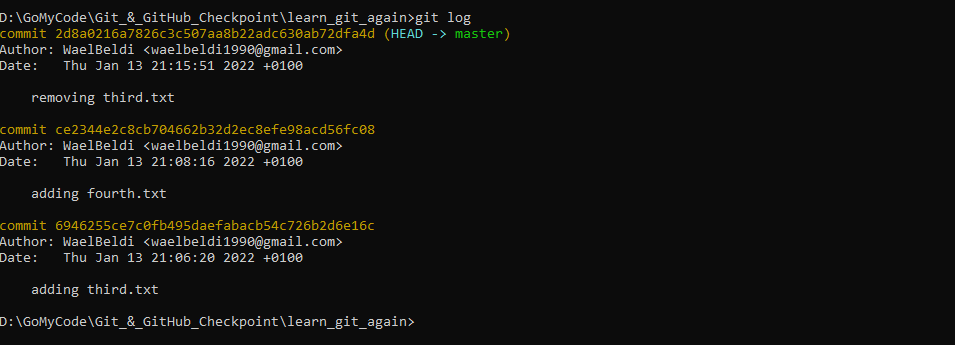 D:\GoMyCode\Git_&_GitHub_Checkpoint\learn_git_again>git log
commit 2d8a0216a7826c3c507aa8b22adc630ab72dfa4d (HEAD -> master)
Author: WaelBeldi <waelbeldi1990@gmail.com>
Date:   Thu Jan 13 21:15:51 2022 +0100
    removing third.txt
commit ce2344e2c8cb704662b32d2ec8efe98acd56fc08
Author: WaelBeldi <waelbeldi1990@gmail.com>
Date:   Thu Jan 13 21:08:16 2022 +0100
    adding fourth.txt
commit 6946255ce7c0fb495daefabacb54c726b2d6e16c
Author: WaelBeldi <waelbeldi1990@gmail.com>
Date:   Thu Jan 13 21:06:20 2022 +0100
    adding third.txt
D:\GoMyCode\Git_&_GitHub_Checkpoint\learn_git_again>